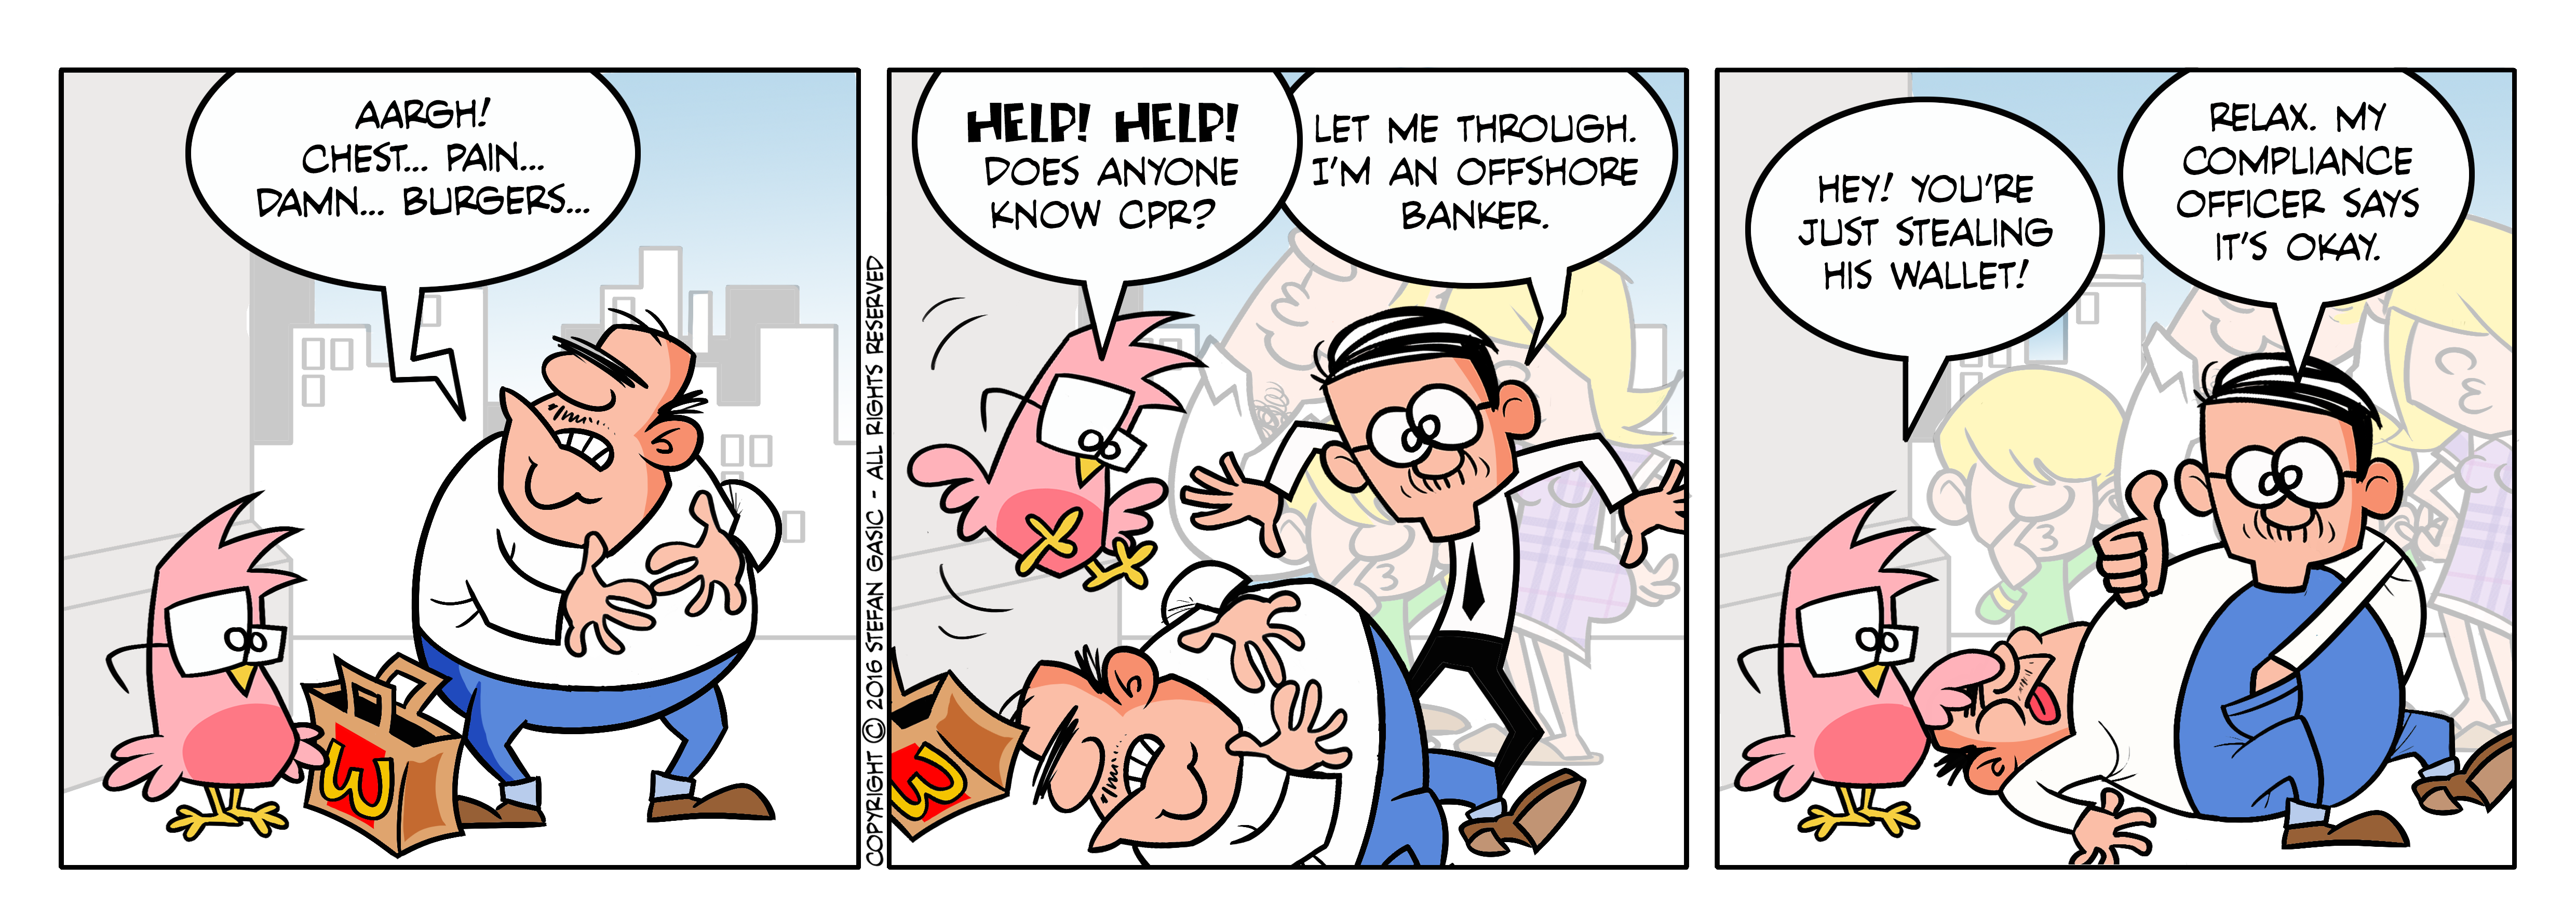 AARGH!
CHEST... PAIN...
DAMN... BURGERS...
COPYRIGHT © 2016 STEFAN GASIC - ALL RIGHTS RESERVED
HELP! HELP!
DOES ANYONE
KNOW CPR?
LET ME THROUGH.
I'M AN OFFSHORE
BANKER.
HEY! YOU'RE
JUST STEALING
HIS WALLET!
RELAX. MY
COMPLIANCE
OFFICER SAYS
IT'S OKAY.